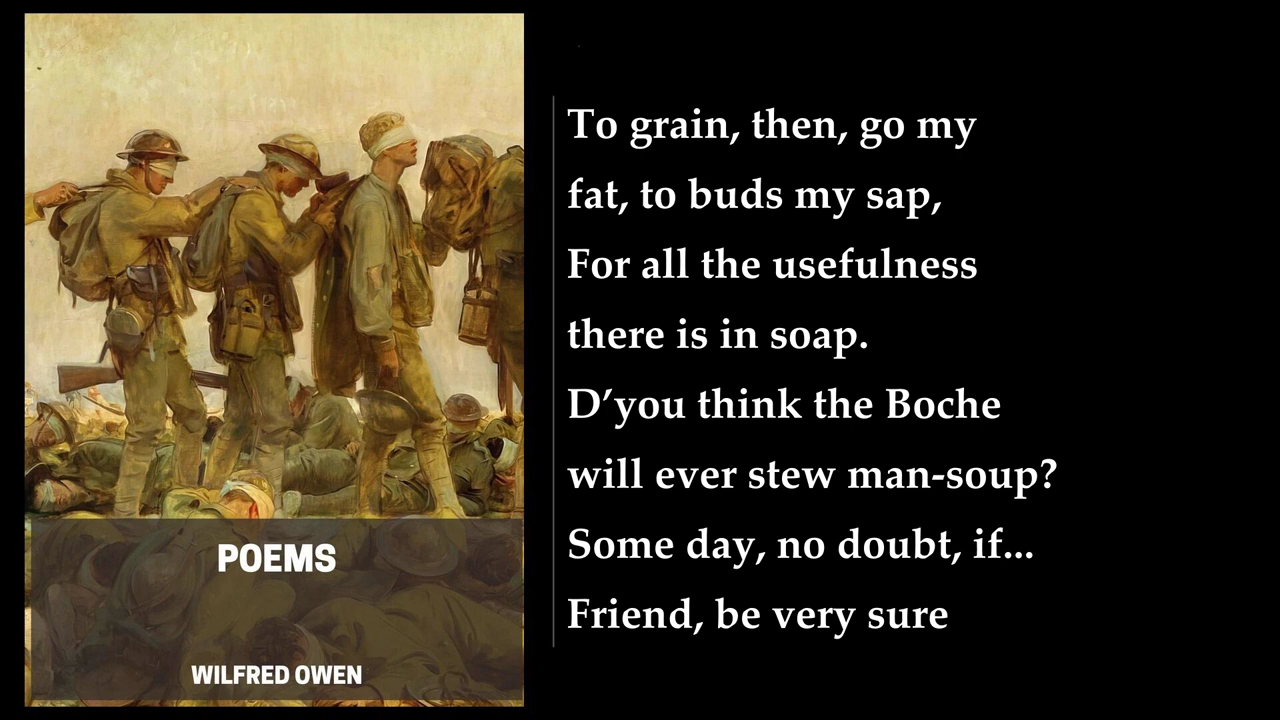 POEMS
WILFRED OWEN
To grain, then, go my
fat, to buds my sap,
For all the usefulness
there is in soap.
D’you think the Boche
will ever stew man-soup?
Some day, no doubt, if...
Friend, be very sure